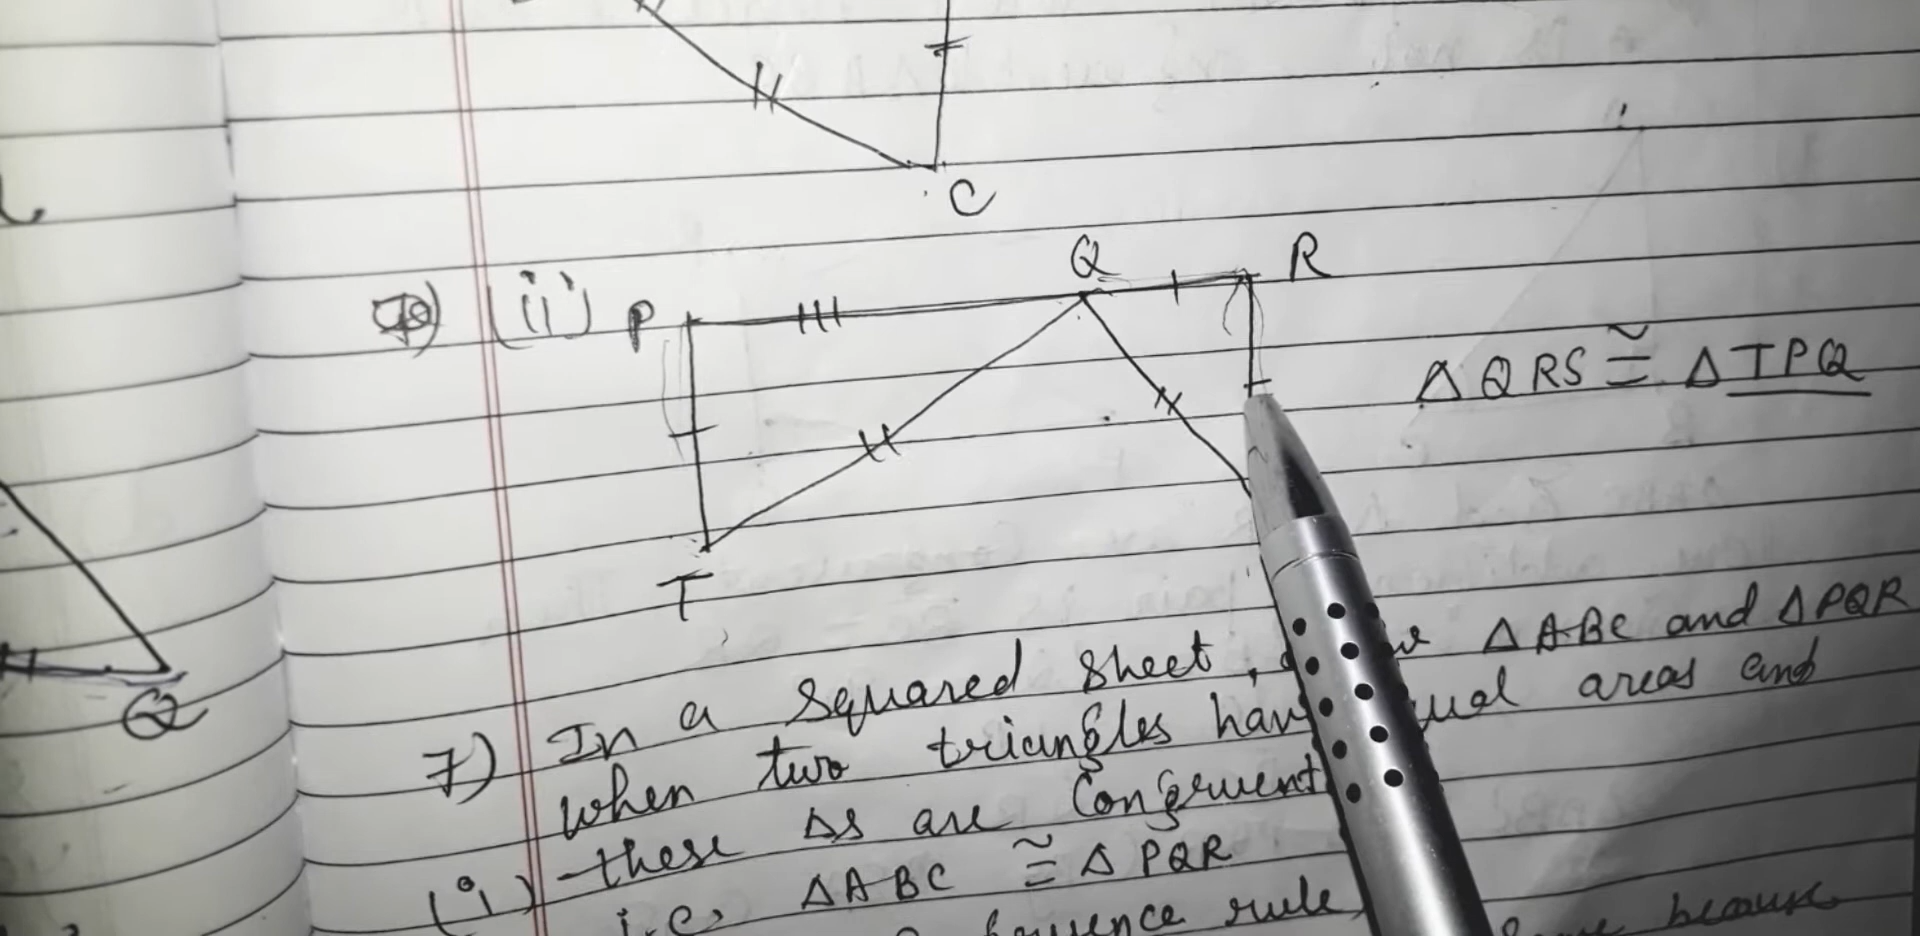 C
(ii) P Q R
△QRS ≅ △TPQ
T
Q
7) In a squared sheet, △ABC and △PQR
when two triangles have areas and
these △s are Congruent
(i) i.e. △ABC ≅ △PQR
rule because